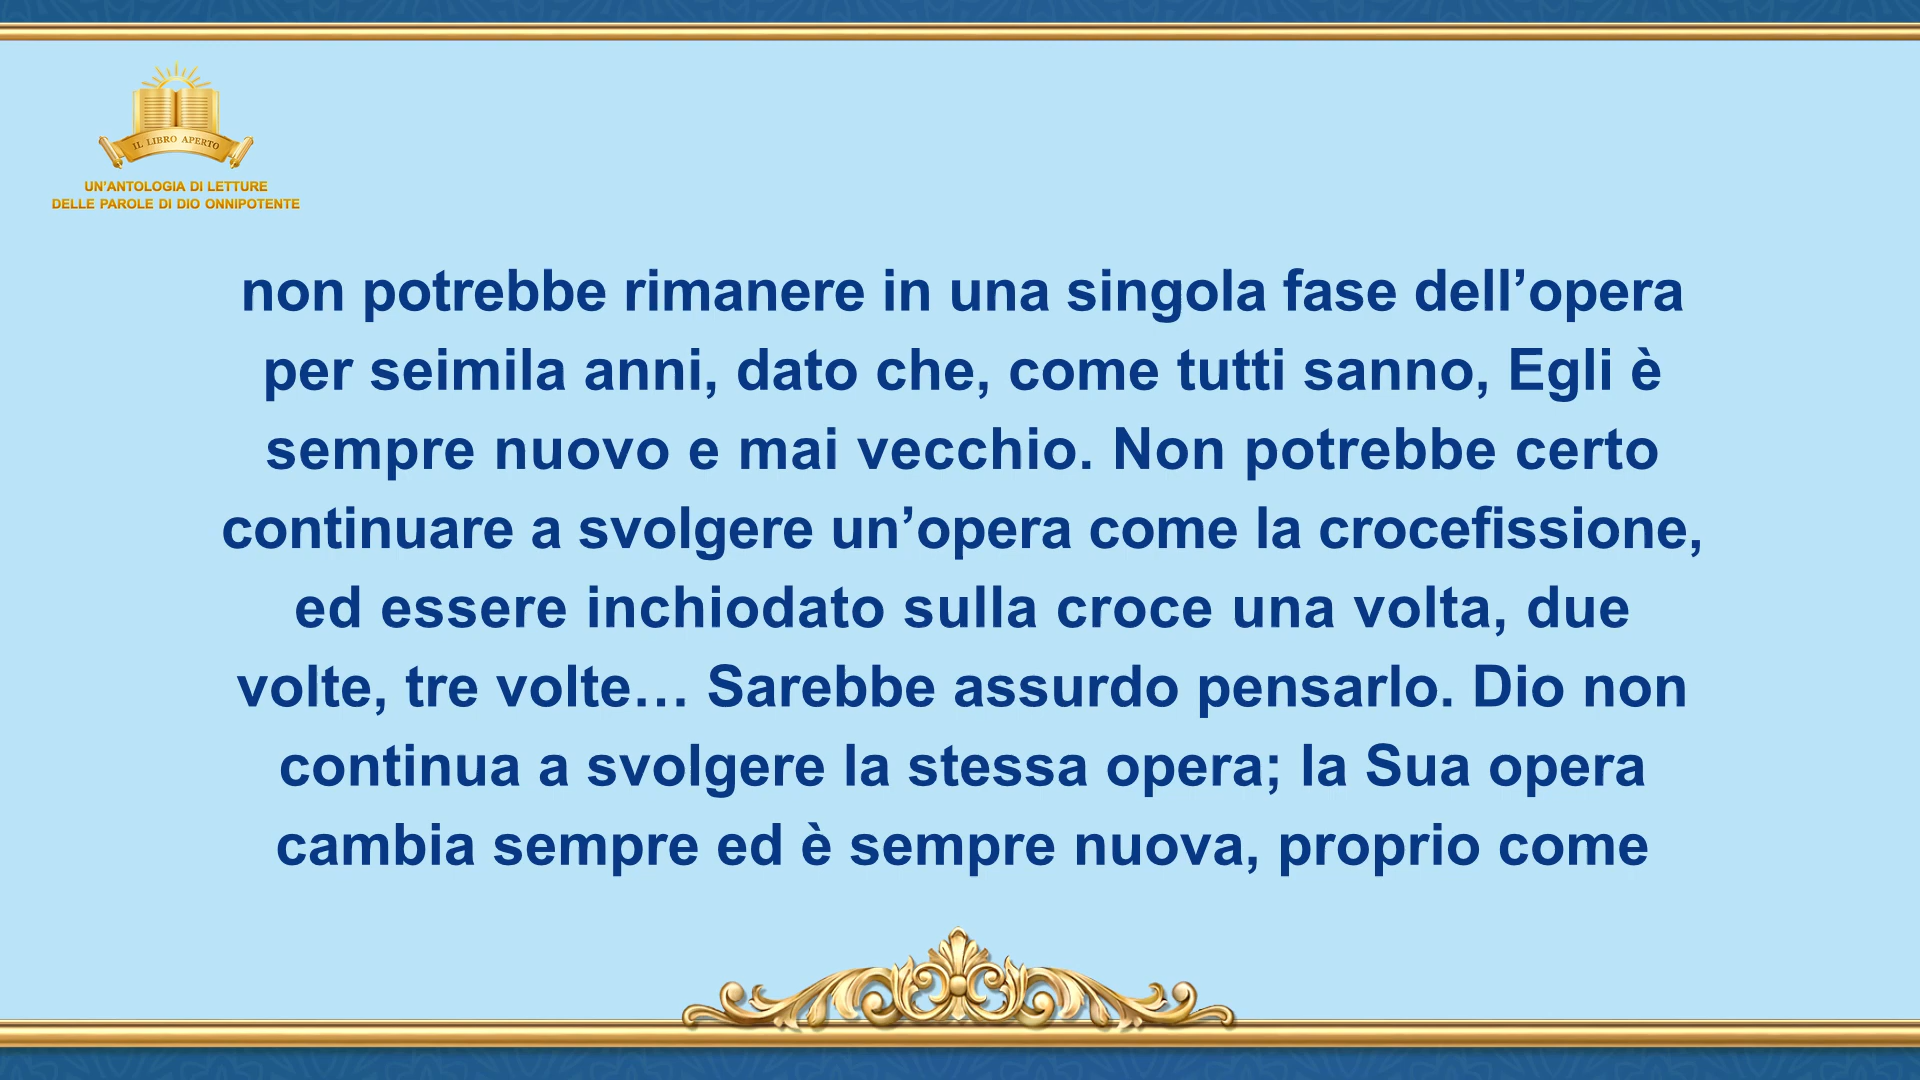 IL LIBRO APERTO
UN’ANTOLOGIA DI LETTURE
DELLE PAROLE DI DIO ONNIPOTENTE
non potrebbe rimanere in una singola fase dell’opera
per seimila anni, dato che, come tutti sanno, Egli è
sempre nuovo e mai vecchio. Non potrebbe certo
continuare a svolgere un’opera come la crocefissione,
ed essere inchiodato sulla croce una volta, due
volte, tre volte… Sarebbe assurdo pensarlo. Dio non
continua a svolgere la stessa opera; la Sua opera
cambia sempre ed è sempre nuova, proprio come